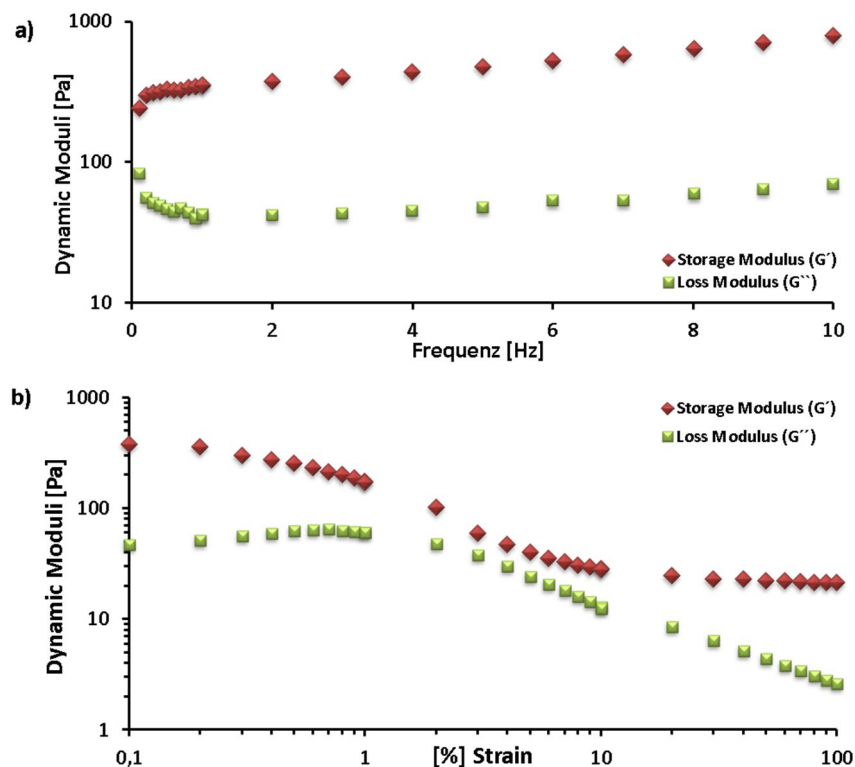 a)
Dynamic Moduli [Pa]
1000
100
10
0
2
4
6
8
10
Frequenz [Hz]
Storage Modulus (G´)
Loss Modulus (G``)
b)
Dynamic Moduli [Pa]
1000
100
10
1
0,1
1
10
100
[%] Strain
Storage Modulus (G´)
Loss Modulus (G´´)